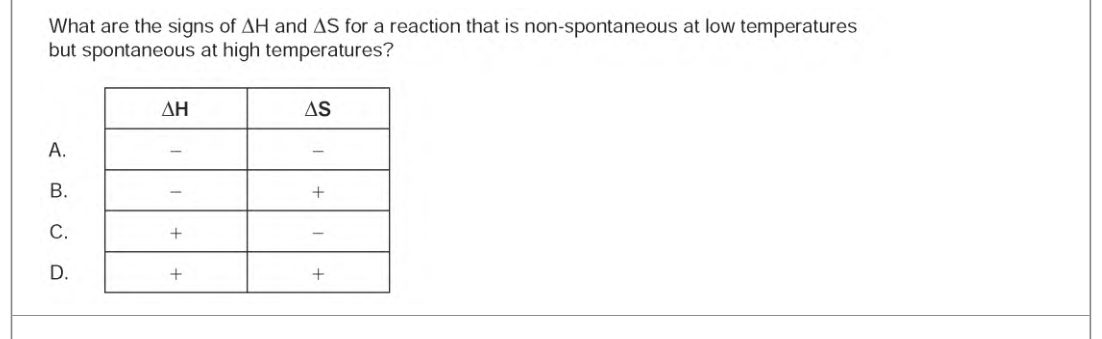 What are the signs of ΔH and ΔS for a reaction that is non-spontaneous at low temperatures
but spontaneous at high temperatures?
ΔH ΔS
A. – –
B. – +
C. + –
D. + +